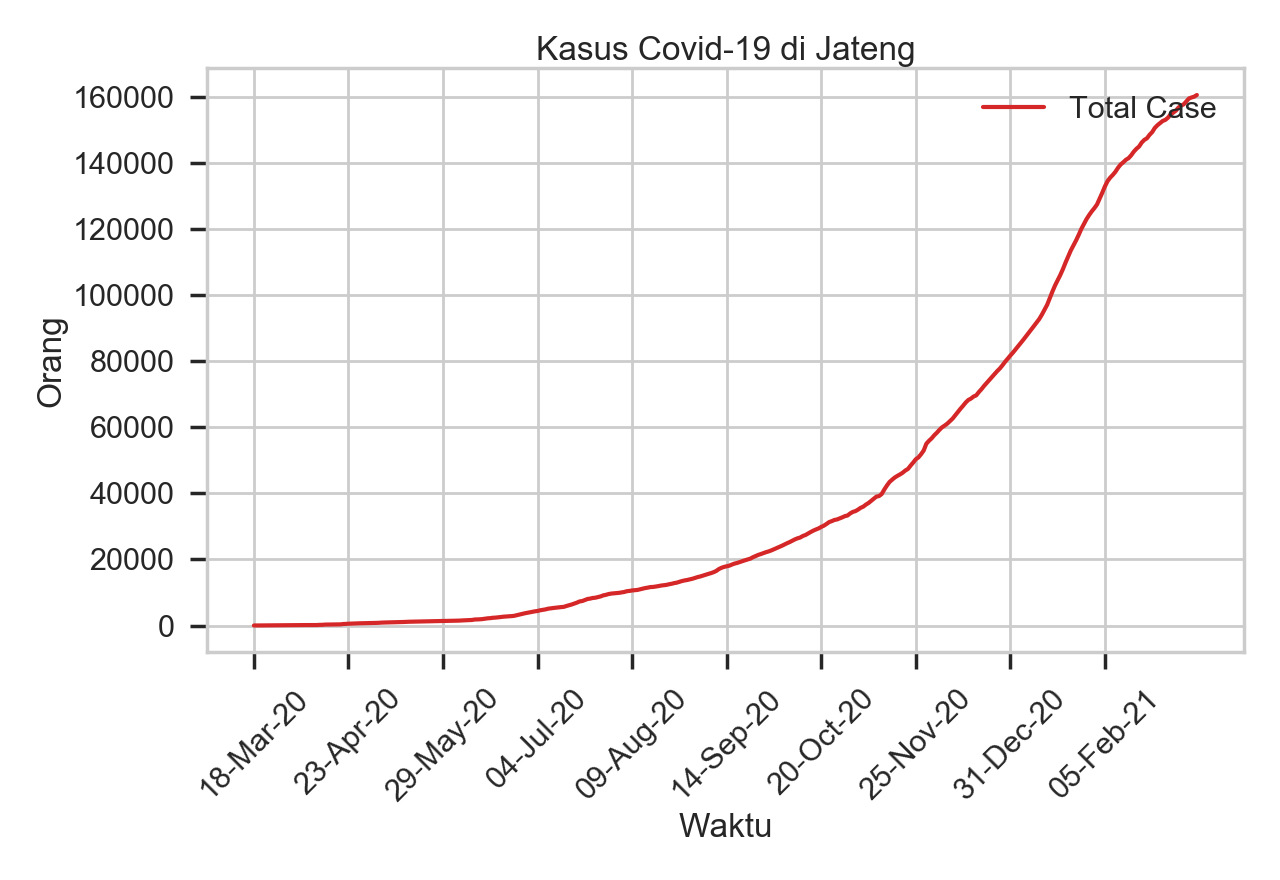 Kasus Covid-19 di Jateng
Total Case
160000
140000
120000
100000
80000
60000
40000
20000
0
Orang
18-Mar-20
23-Apr-20
29-May-20
04-Jul-20
09-Aug-20
14-Sep-20
20-Oct-20
25-Nov-20
31-Dec-20
05-Feb-21
Waktu